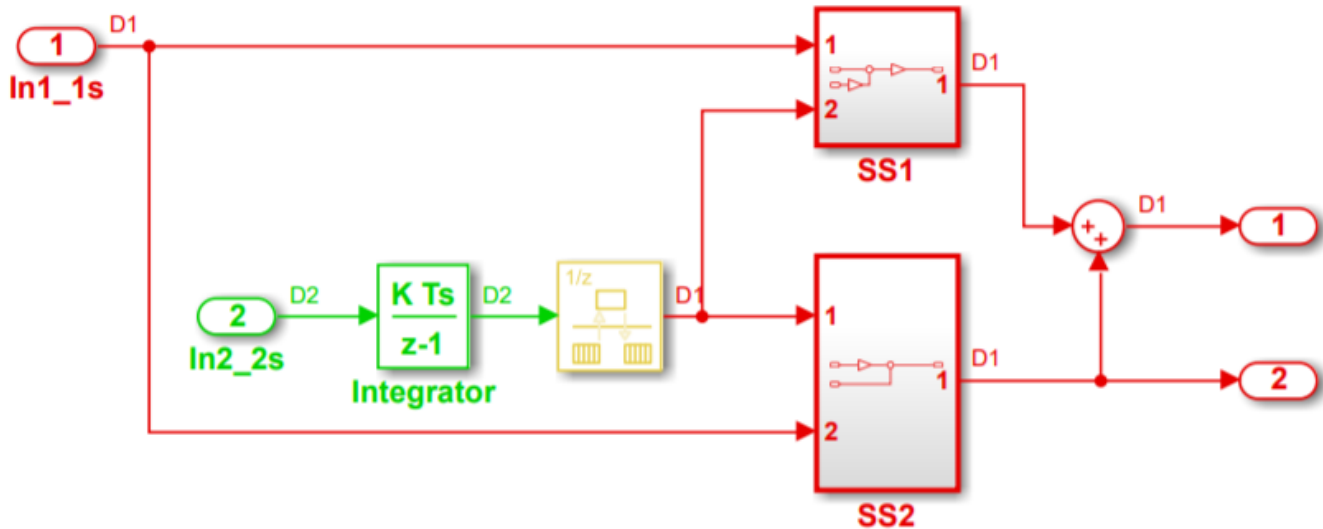 D1
1
In1_1s
1
2
1
D1
SS1
D1
1
2
In2_2s
D2
K Ts
z-1
Integrator
D2
1/z
D1
1
2
1
D1
SS2
2